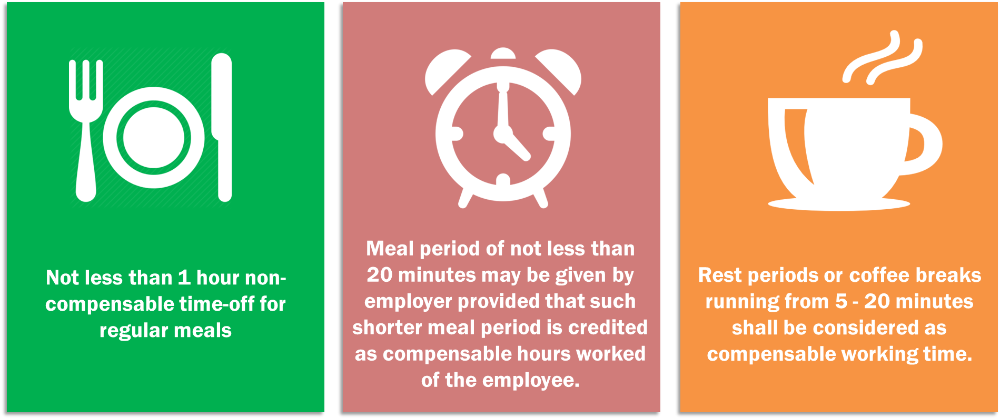 Not less than 1 hour non-
compensable time-off for
regular meals
Meal period of not less than
20 minutes may be given by
employer provided that such
shorter meal period is credited
as compensable hours worked
of the employee.
Rest periods or coffee breaks
running from 5 - 20 minutes
shall be considered as
compensable working time.